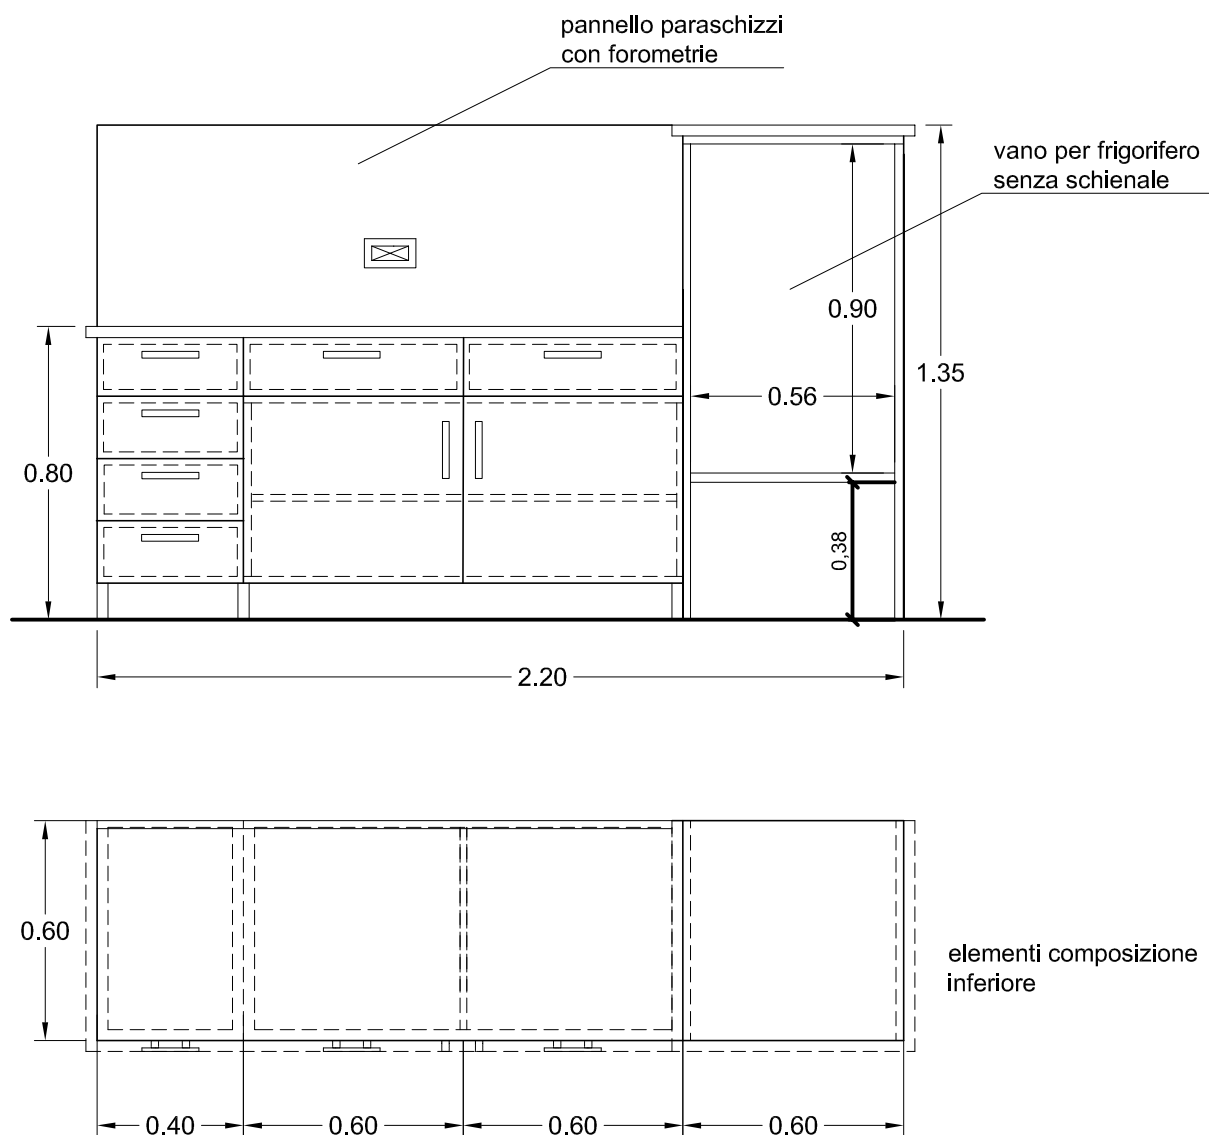 pannello paraschizzi
con forometrie
vano per frigorifero
senza schienale
0.90
1.35
0.56
0.80
0,38
2.20
0.60
elementi composizione
inferiore
0.40
0.60
0.60
0.60